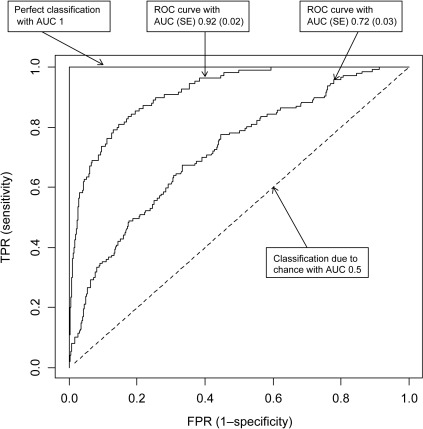 Perfect classification
with AUC 1
ROC curve with
AUC (SE) 0.92 (0.02)
ROC curve with
AUC (SE) 0.72 (0.03)
1.0
0.8
0.6
0.4
0.2
0.0
TPR (sensitivity)
Classification due to
chance with AUC 0.5
0.0 0.2 0.4 0.6 0.8 1.0
FPR (1–specificity)